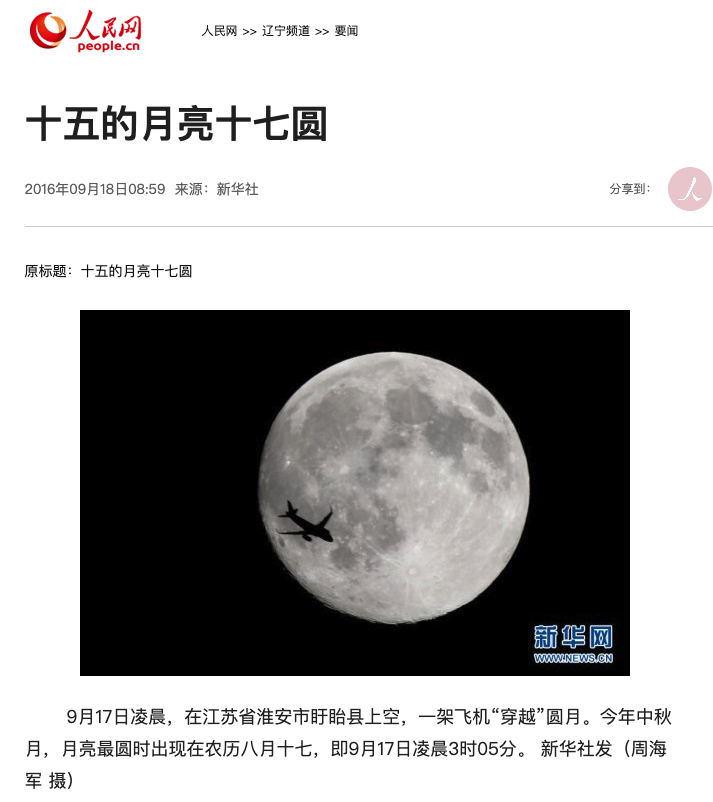 人民网
people.cn
人民网 >> 辽宁频道 >> 要闻
十五的月亮十七圆
2016年09月18日08:59 来源：新华社
分享到：
人
原标题：十五的月亮十七圆
新华网
WWW.NEWS.CN
9月17日凌晨，在江苏省淮安市盱眙县上空，一架飞机“穿越”圆月。今年中秋
月，月亮最圆时出现在农历八月十七，即9月17日凌晨3时05分。 新华社发（周海
军 摄）